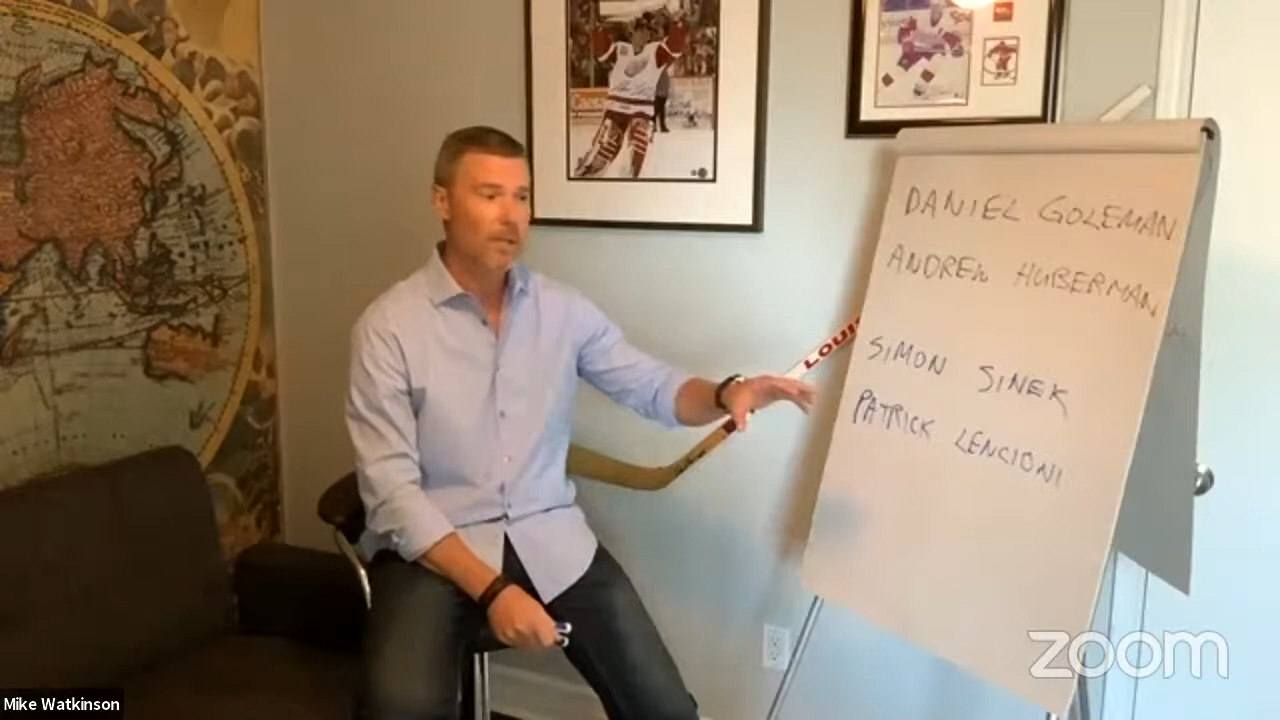 DANIEL GOLEMAN
ANDREW HUBERMAN
SIMON SINEK
PATRICK LENCIONI
LOUIS
Mike Watkinson
zoom